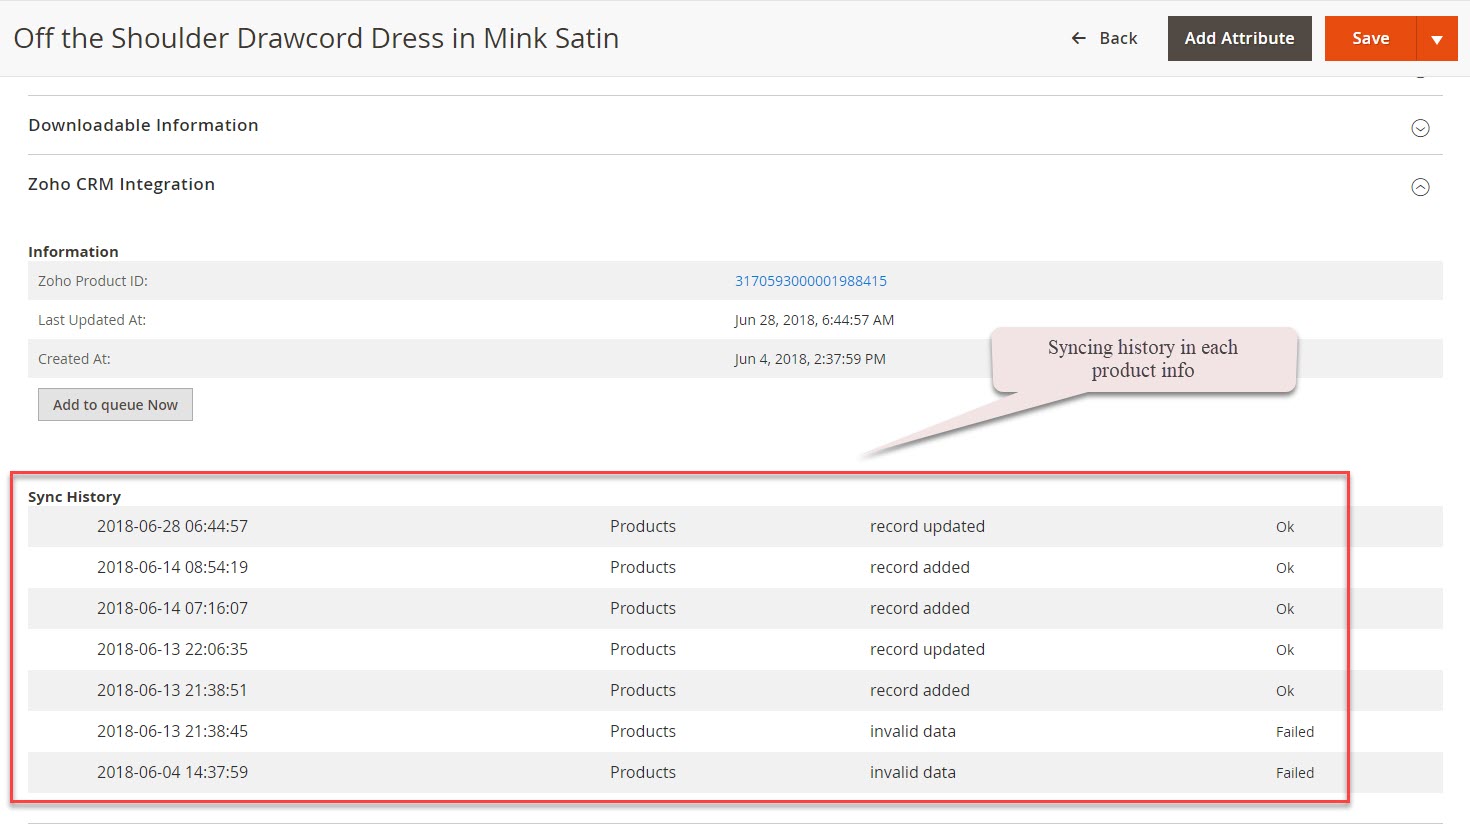 Off the Shoulder Drawcord Dress in Mink Satin
Back
Add Attribute
Save
Downloadable Information
Zoho CRM Integration
Information
Zoho Product ID: 3170593000001988415
Last Updated At: Jun 28, 2018, 6:44:57 AM
Created At: Jun 4, 2018, 2:37:59 PM
Syncing history in each
product info
Add to queue Now
Sync History
2018-06-28 06:44:57 Products record updated Ok
2018-06-14 08:54:19 Products record added Ok
2018-06-14 07:16:07 Products record added Ok
2018-06-13 22:06:35 Products record updated Ok
2018-06-13 21:38:51 Products record added Ok
2018-06-13 21:38:45 Products invalid data Failed
2018-06-04 14:37:59 Products invalid data Failed